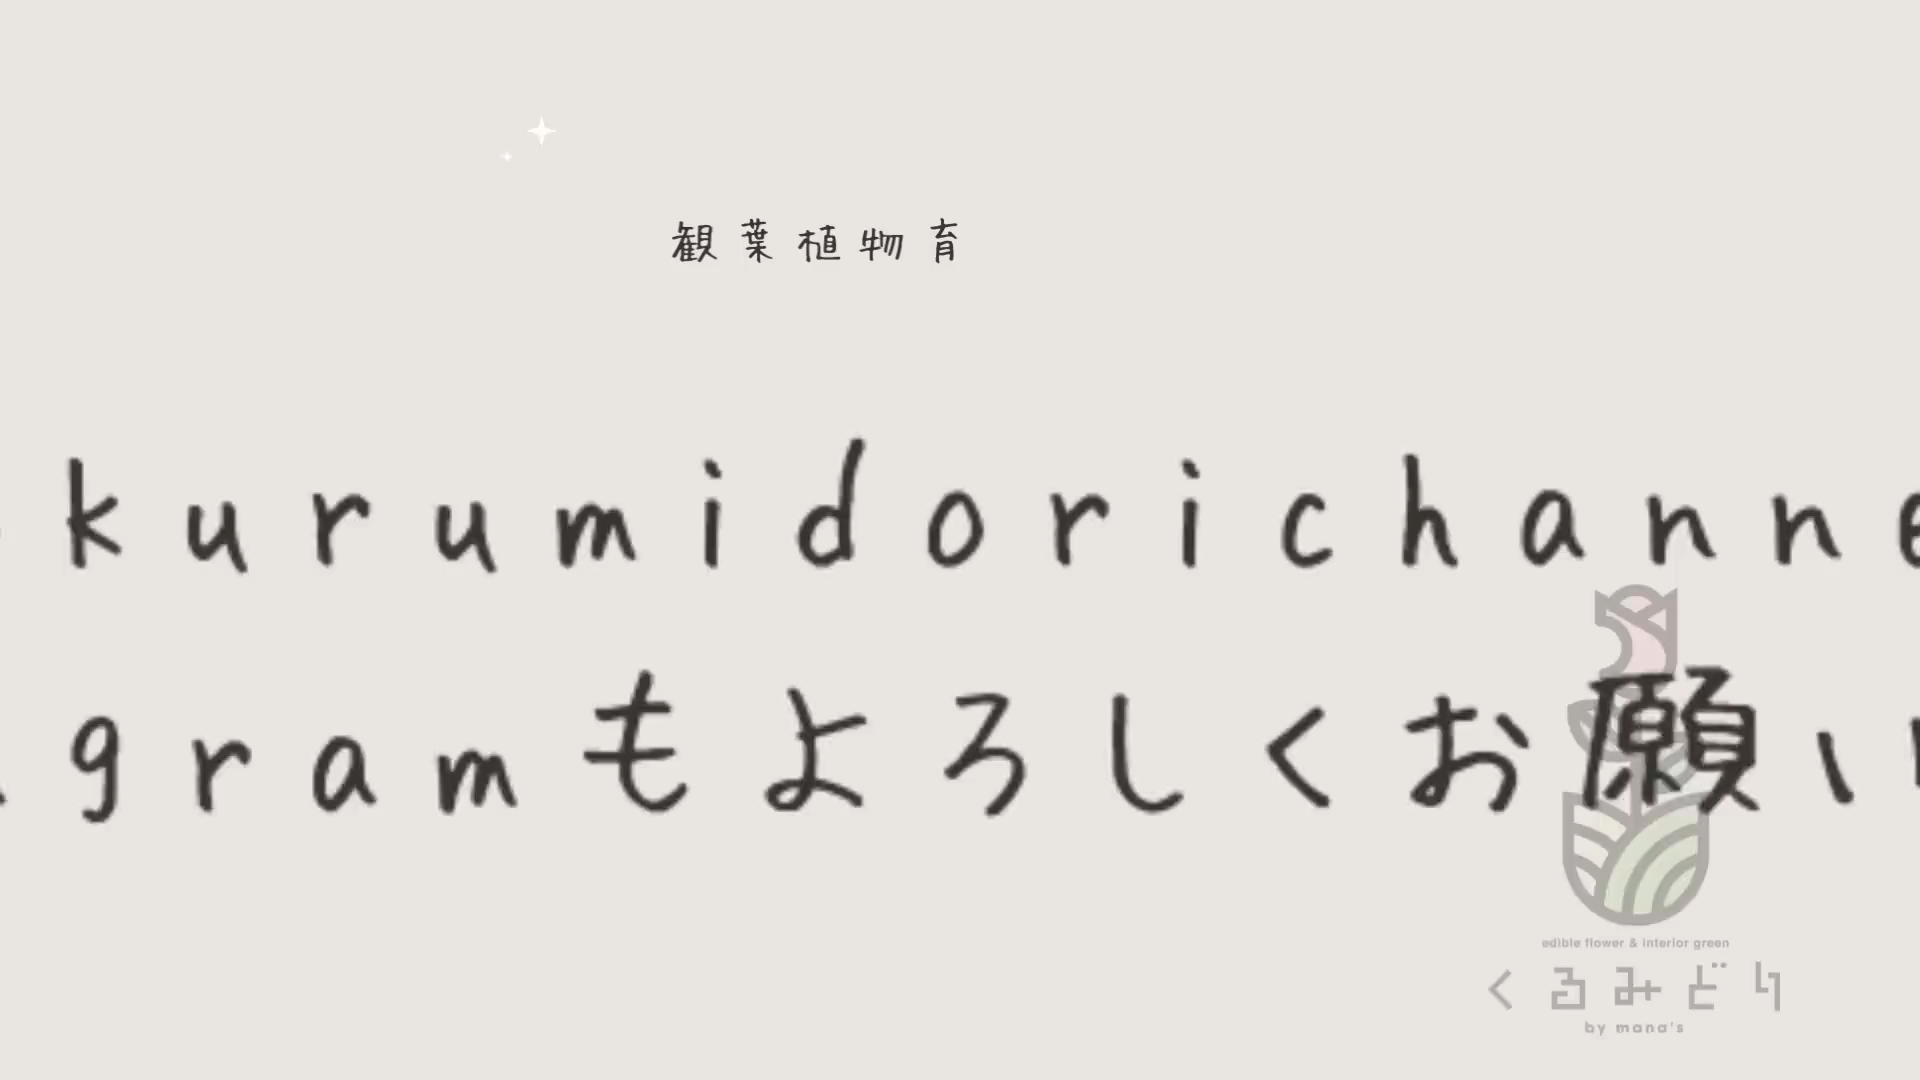 観葉植物育
kurumidorichanne
gramもよろしくお願い
edible flower & interior green
くるみどり
by mana's